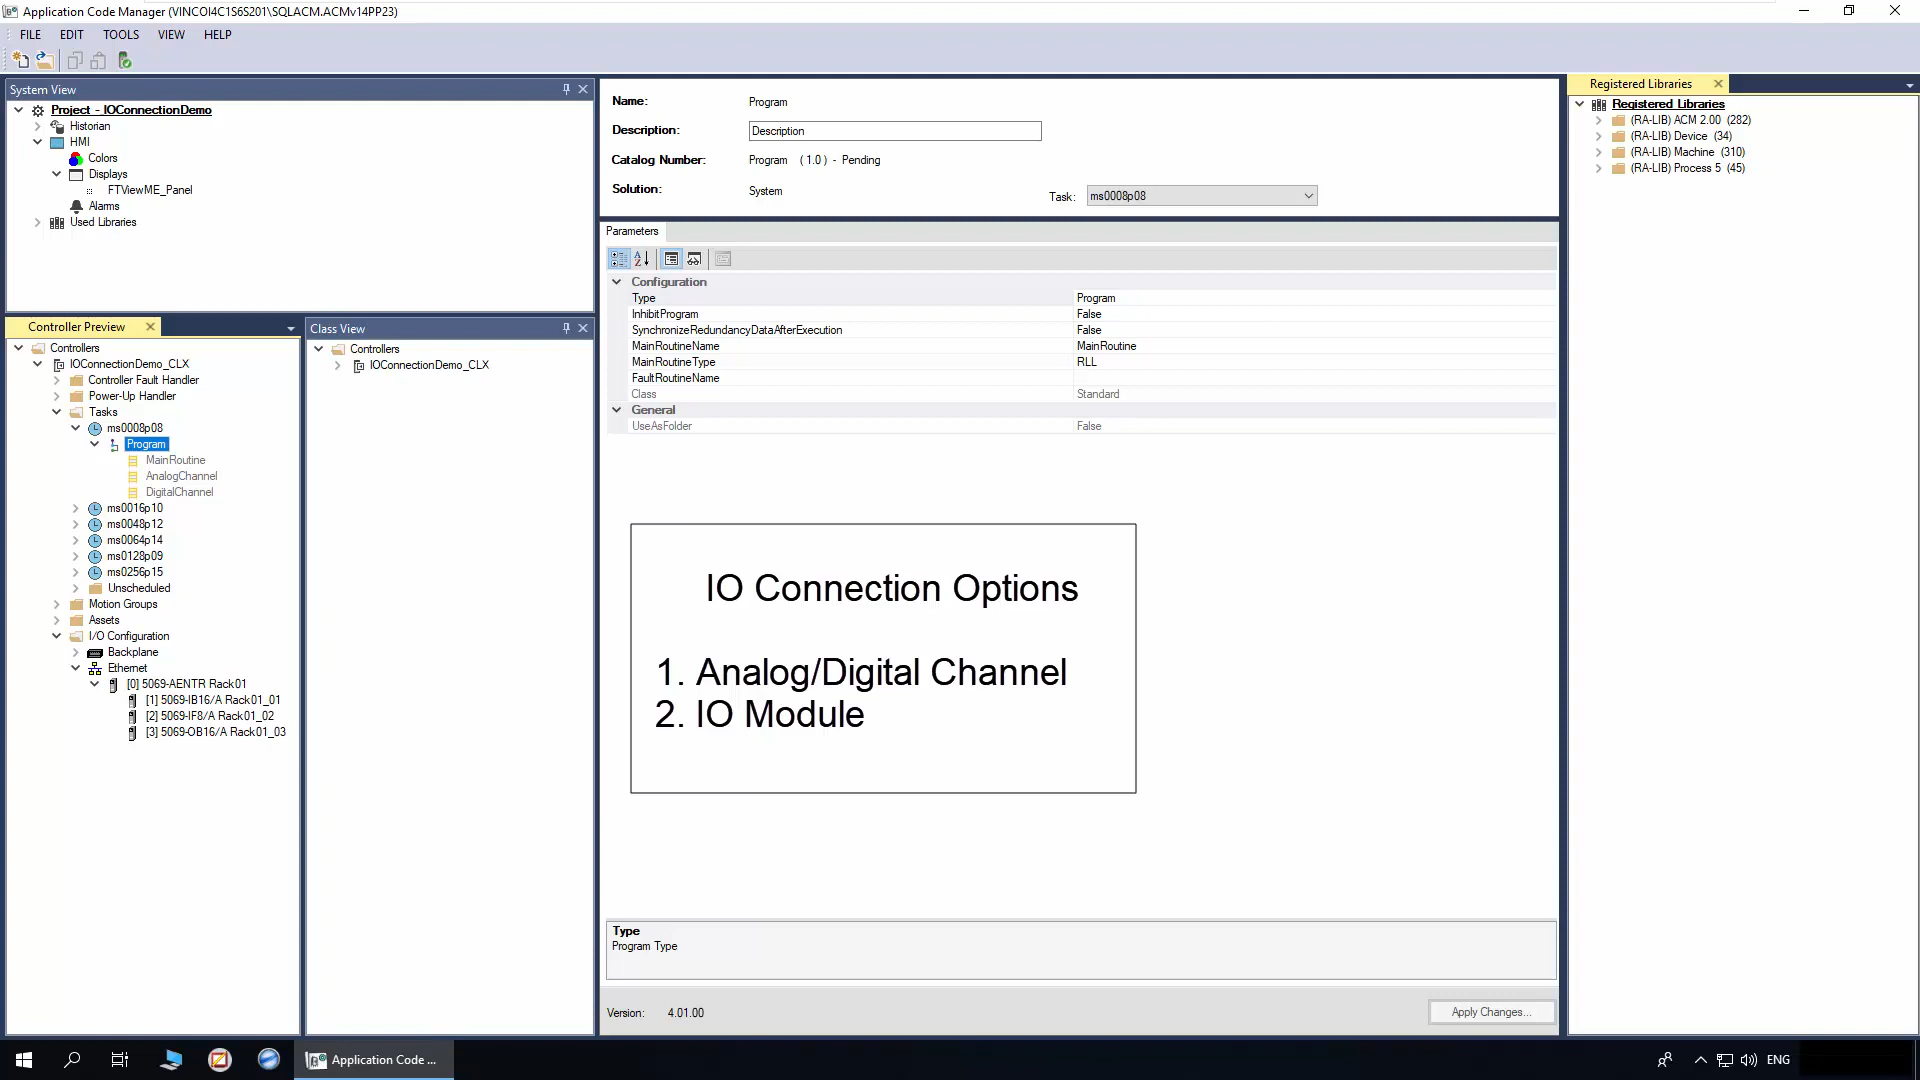 Application Code Manager (VINCOI4C1S6S201\SQLACM.ACMv14PP23)
FILE EDIT TOOLS VIEW HELP
System View
Project - IOConnectionDemo
Historian
HMI
Colors
Displays
FTViewME_Panel
Alarms
Used Libraries
Controller Preview
Controllers
IOConnectionDemo_CLX
Controller Fault Handler
Power-Up Handler
Tasks
ms0008p08
Program
MainRoutine
AnalogChannel
DigitalChannel
ms0016p10
ms0048p12
ms0064p14
ms0128p09
ms0256p15
Unscheduled
Motion Groups
Assets
I/O Configuration
Backplane
Ethernet
[0] 5069-AENTR Rack01
[1] 5069-IB16/A Rack01_01
[2] 5069-IF8/A Rack01_02
[3] 5069-OB16/A Rack01_03
Class View
Controllers
IOConnectionDemo_CLX
Name: Program
Description: Description
Catalog Number: Program ( 1.0 ) - Pending
Solution: System
Task: ms0008p08
Parameters
Configuration
Type Program
InhibitProgram False
SynchronizeRedundancyDataAfterExecution False
MainRoutineName MainRoutine
MainRoutineType RLL
FaultRoutineName
Class Standard
General
UseAsFolder False
IO Connection Options
1. Analog/Digital Channel
2. IO Module
Type
Program Type
Version: 4.01.00
Apply Changes...
Registered Libraries
Registered Libraries
(RA-LIB) ACM 2.00 (282)
(RA-LIB) Device (34)
(RA-LIB) Machine (310)
(RA-LIB) Process 5 (45)
Application Code ...
ENG